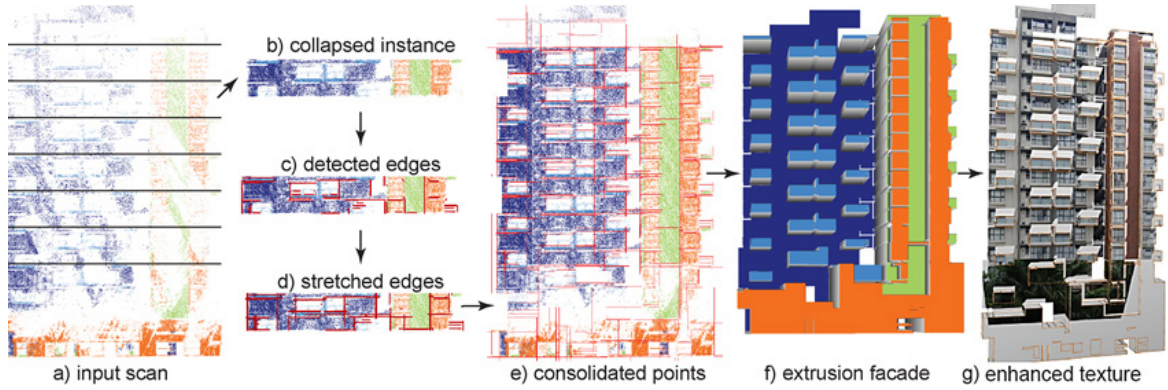 b) collapsed instance
c) detected edges
d) stretched edges
a) input scan
e) consolidated points
f) extrusion facade
g) enhanced texture